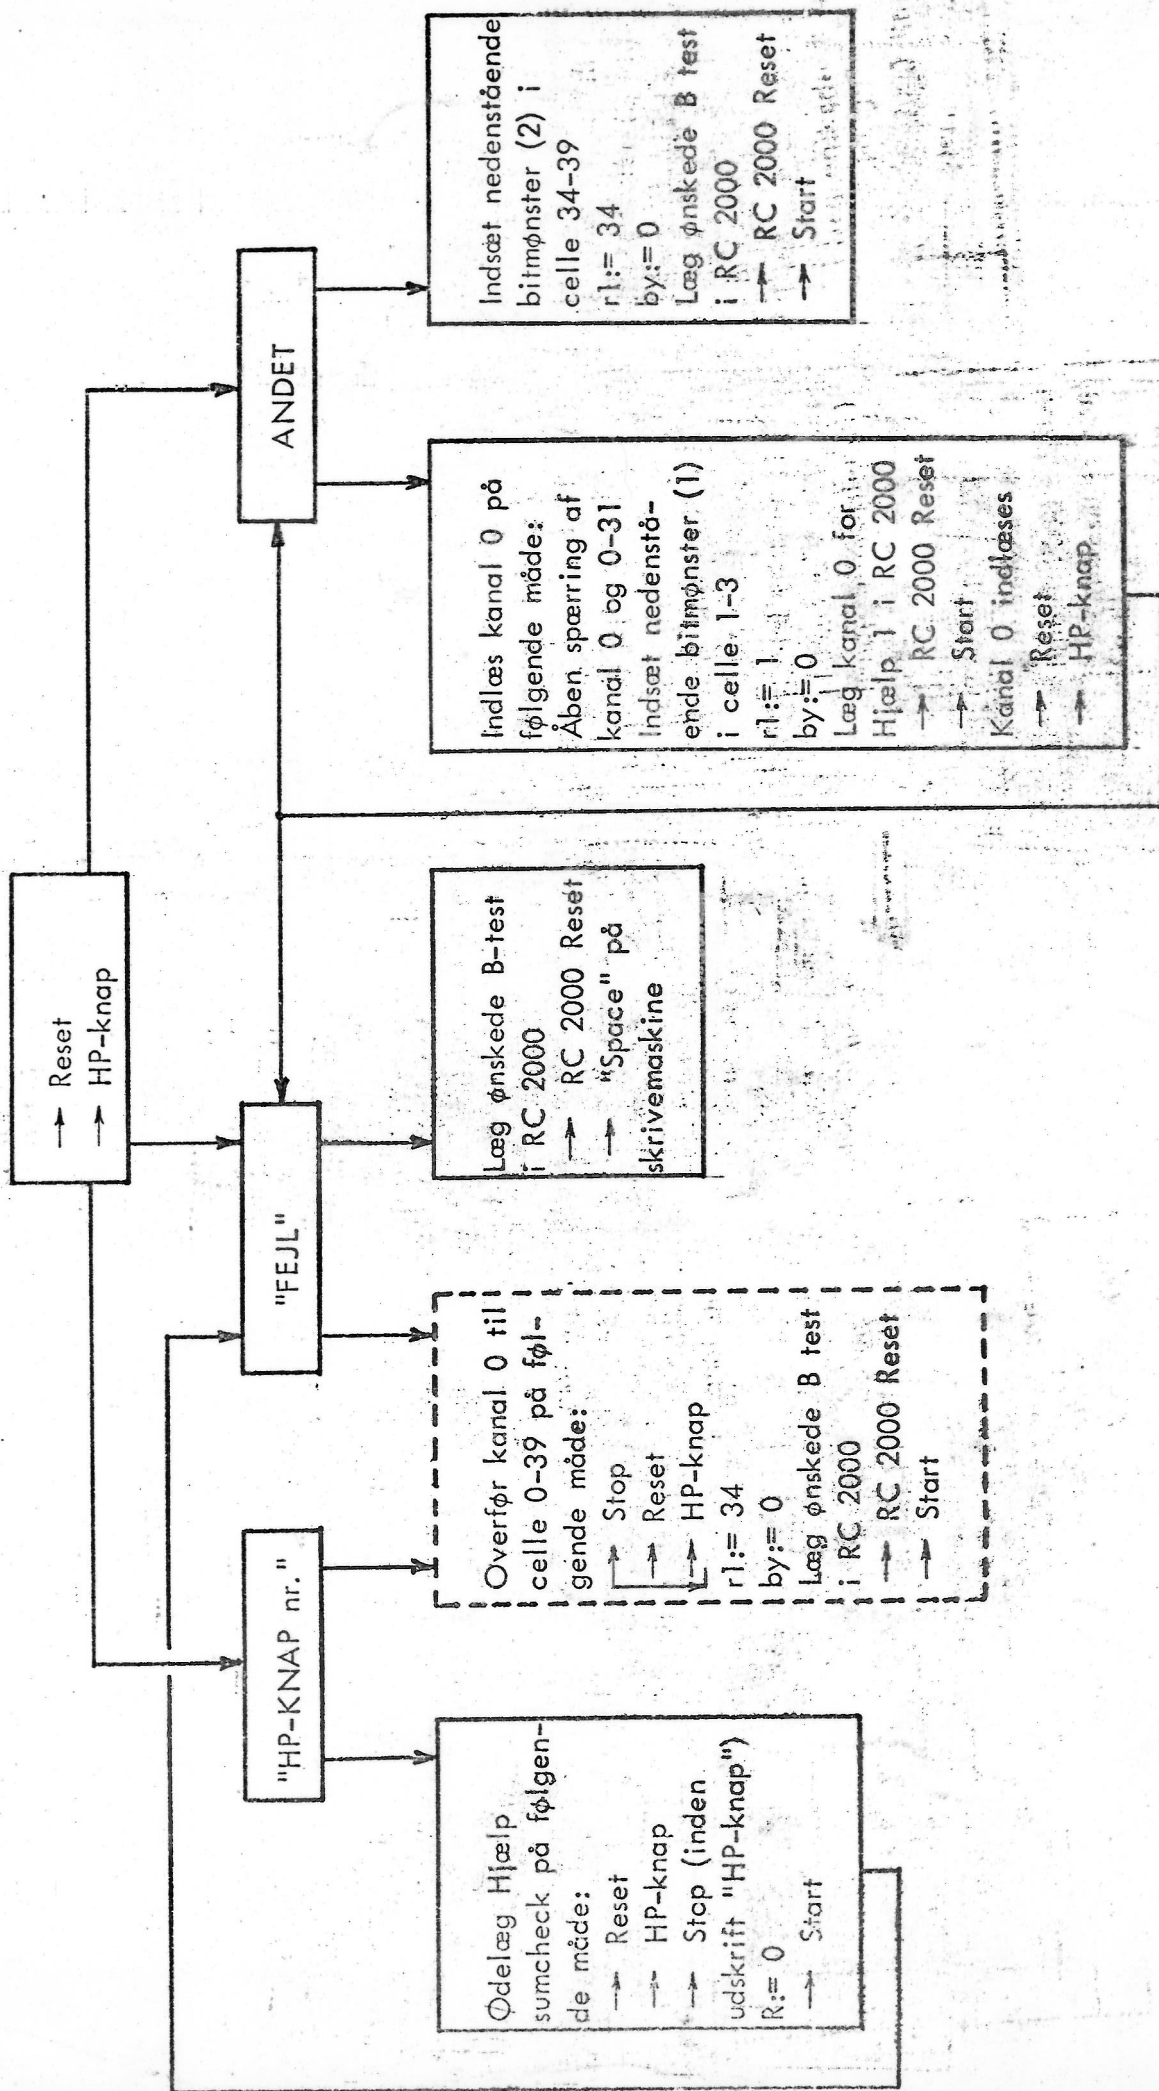 → Reset
→ HP-knap
"HP-KNAP nr."
"FEJL"
ANDET
Ødelæg Hjælp
sumcheck på følgen-
de måde:
→ Reset
→ HP-knap
→ Stop (inden
udskrift "HP-knap")
R:= 0
→ Start
Overfør kanal 0 til
celle 0-39 på føl-
gende måde:
→ Stop
→ Reset
→ HP-knap
r1:= 34
by:= 0
Læg ønskede B test
i RC 2000
→ RC 2000 Reset
→ Start
Læg ønskede B-test
i RC 2000
→ RC 2000 Reset
→ "Space" på
skrivemaskine
Indlæs kanal 0 på
følgende måde:
Åben spærring af
kanal 0 og 0-31
Indsæt nedenstå-
ende bitmønster (1)
i celle 1-3
r1:= 1
by:= 0
Læg kanal 0 for
Hjælp 1 i RC 2000
→ RC 2000 Reset
→ Start
Kanal 0 indlæses
→ Reset
→ HP-knap
Indsæt nedenstående
bitmønster (2) i
celle 34-39
r1:= 34
by:= 0
Læg ønskede B test
i RC 2000
→ RC 2000 Reset
→ Start